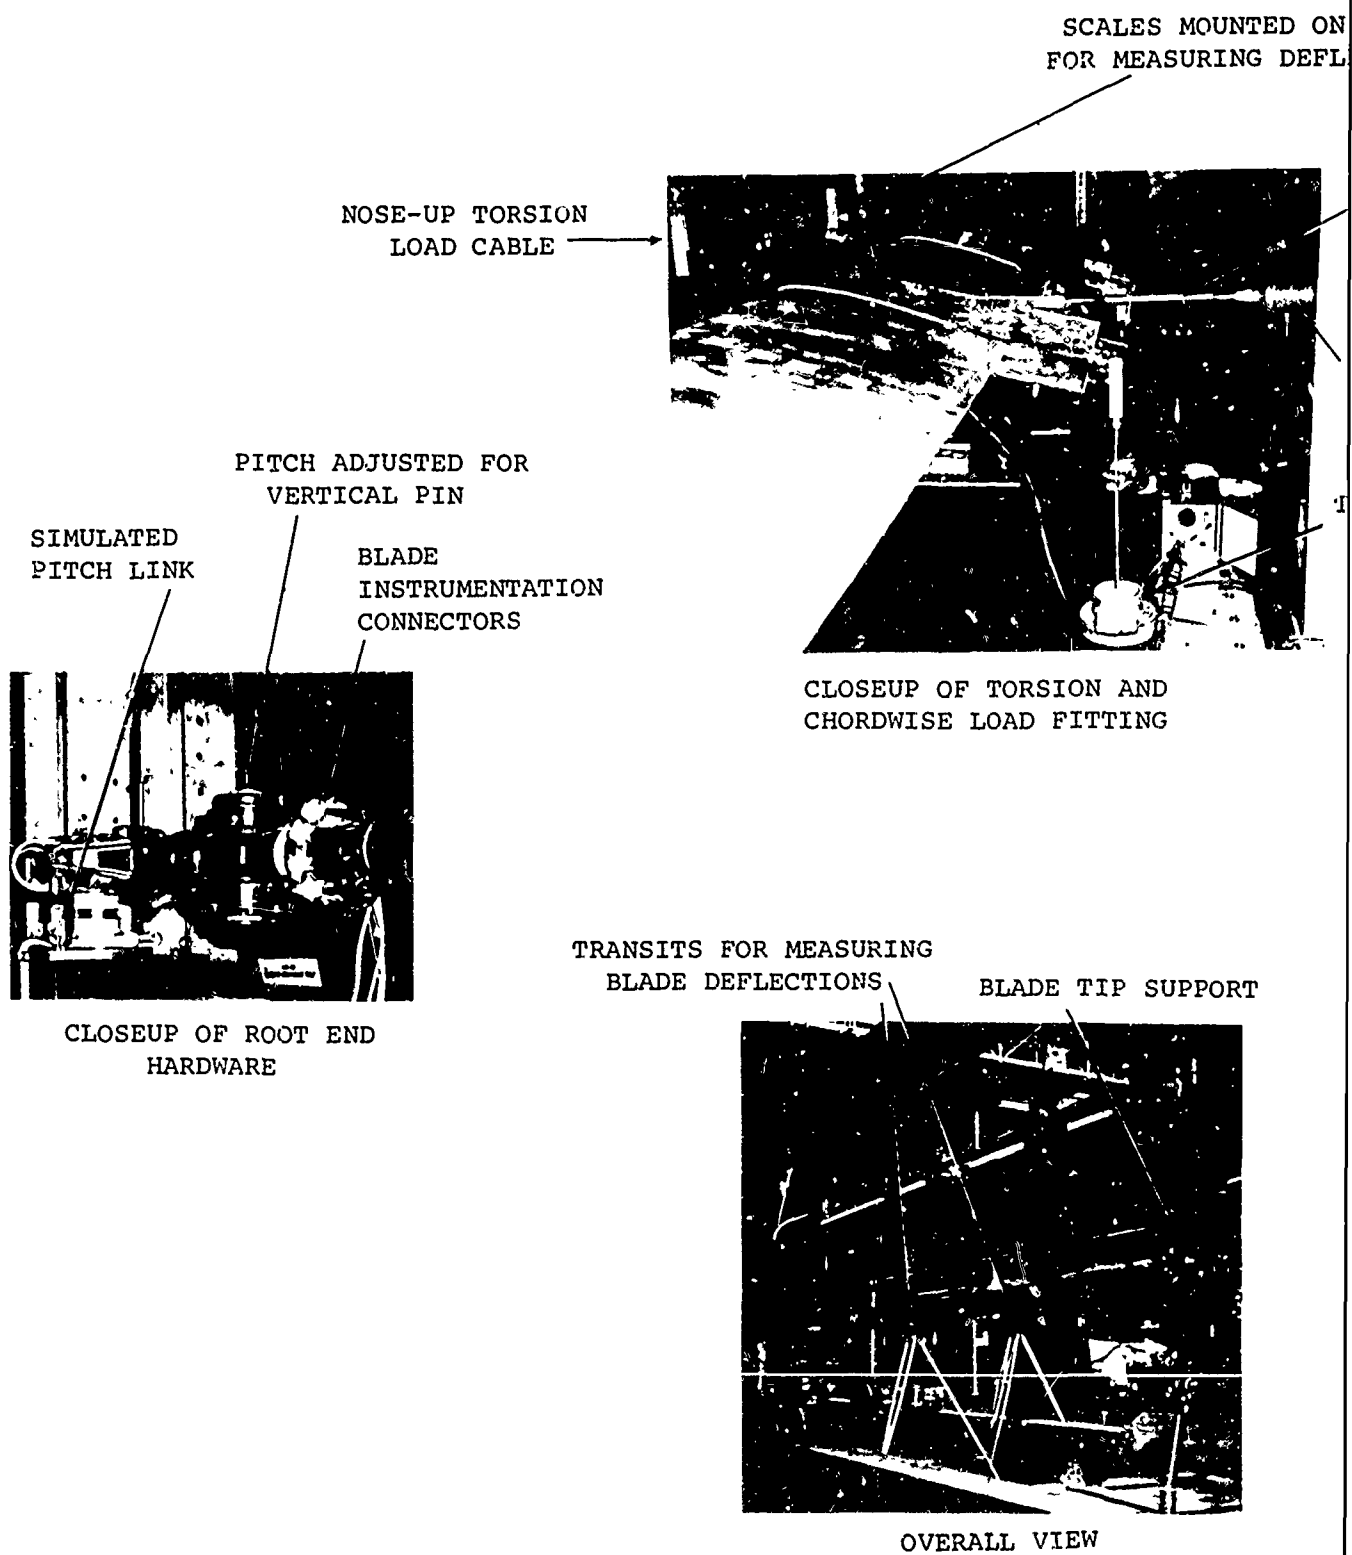 SCALES MOUNTED ON
FOR MEASURING
NOSE-UP TORSION
LOAD CABLE
CLOSEUP OF TORSION AND
CHORDWISE LOAD FITTING
PITCH ADJUSTED FOR
VERTICAL PIN
SIMULATED
PITCH LINK
BLADE
INSTRUMENTATION
CONNECTORS
CLOSEUP OF ROOT END
HARDWARE
TRANSITS FOR MEASURING
BLADE DEFLECTIONS
BLADE TIP SUPPORT
OVERALL VIEW